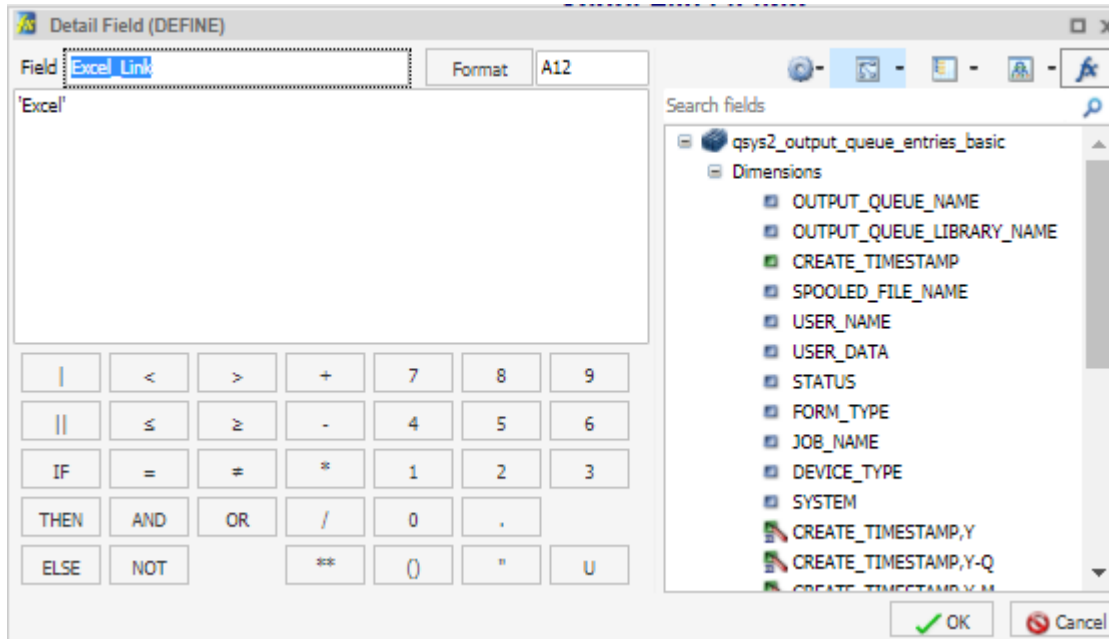 Detail Field (DEFINE)
Field Excel_Link Format A12
'Excel'
Search fields
qsys2_output_queue_entries_basic
Dimensions
OUTPUT_QUEUE_NAME
OUTPUT_QUEUE_LIBRARY_NAME
CREATE_TIMESTAMP
SPOOLED_FILE_NAME
USER_NAME
USER_DATA
STATUS
FORM_TYPE
JOB_NAME
DEVICE_TYPE
SYSTEM
CREATE_TIMESTAMP,Y
CREATE_TIMESTAMP,Y-Q
CREATE_TIMESTAMP,Y-M
| < > + 7 8 9
|| ≤ ≥ - 4 5 6
IF = ≠ * 1 2 3
THEN AND OR / 0 .
ELSE NOT ** () " U
OK Cancel